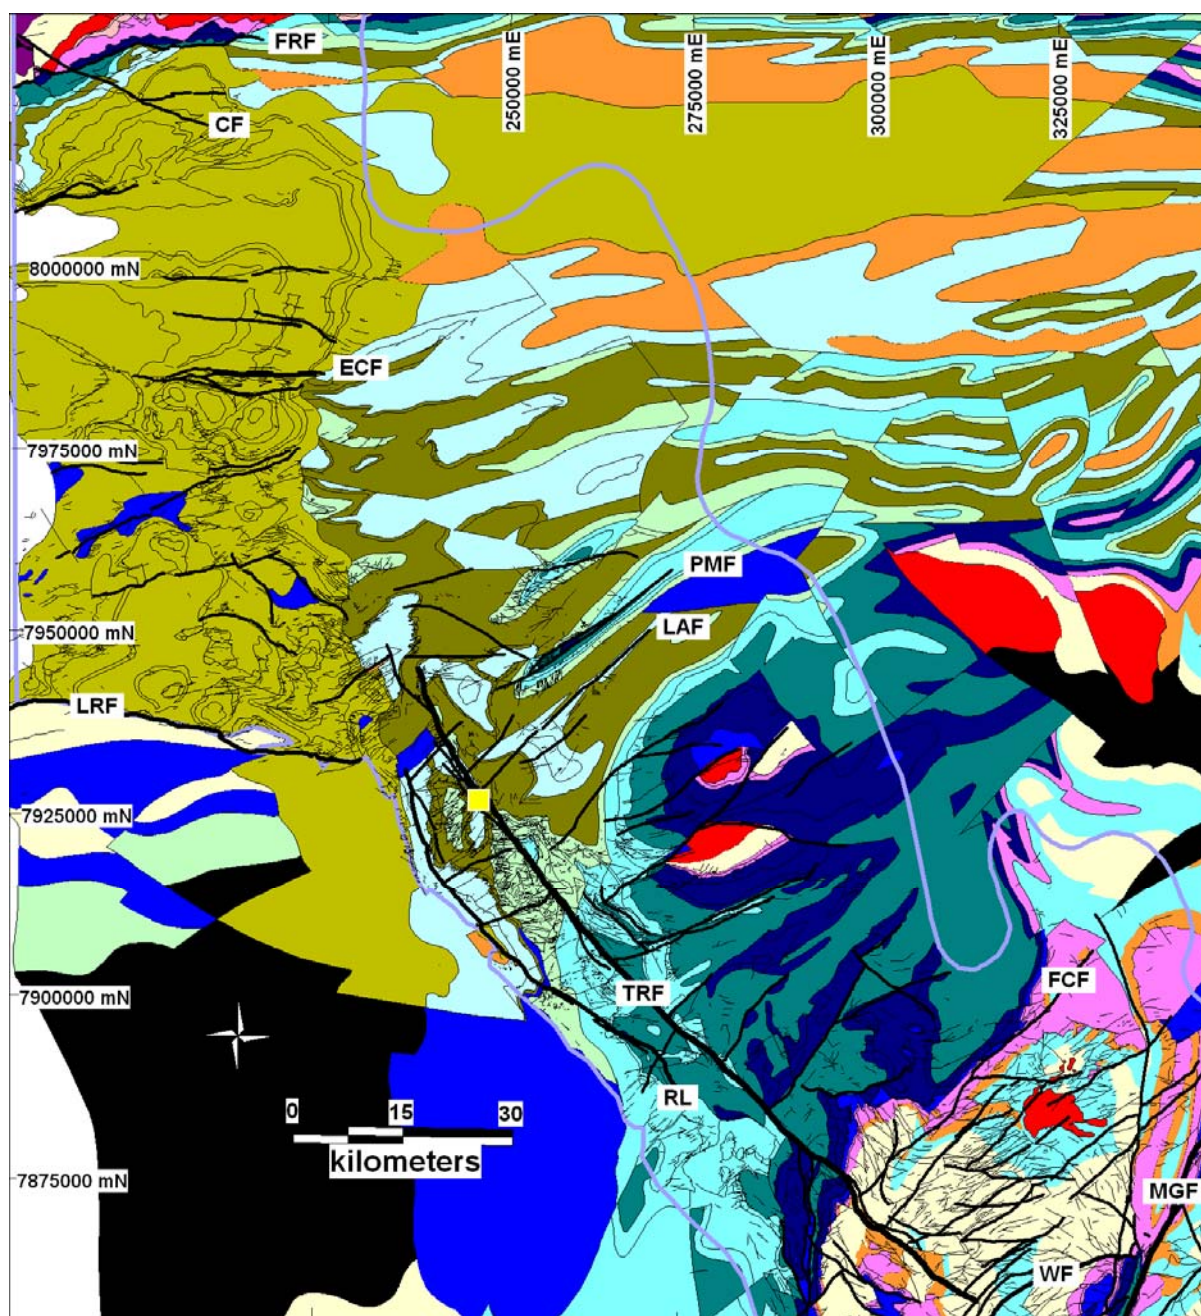 FRF
250000 mE
275000 mE
300000 mE
325000 mE
CF
8000000 mN
ECF
7975000 mN
PMF
LAF
7950000 mN
LRF
7925000 mN
FCF
TRF
7900000 mN
RL
0 15 30
kilometers
7875000 mN
MGF
WF